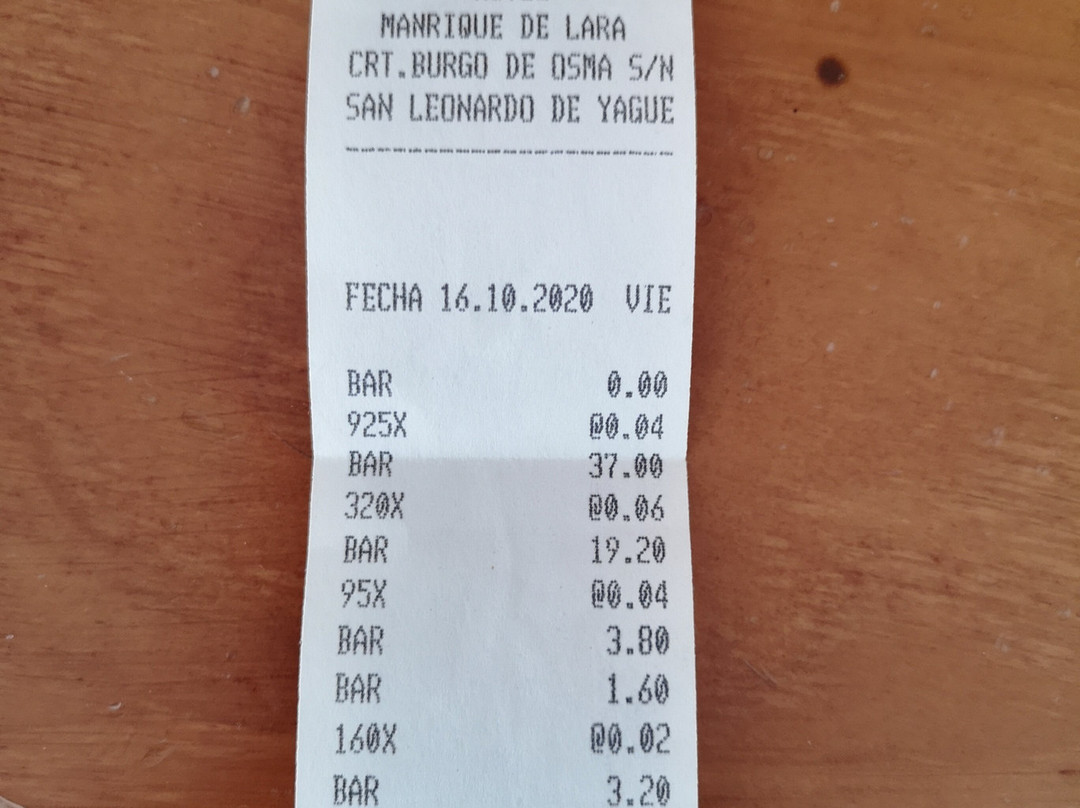 MANRIQUE DE LARA
CRT.BURGO DE OSMA S/N
SAN LEONARDO DE YAGUE
FECHA 16.10.2020 VIE
BAR 0.00
925X @0.04
BAR 37.00
320X @0.06
BAR 19.20
95X @0.04
BAR 3.80
BAR 1.60
160X @0.02
BAR 3.20